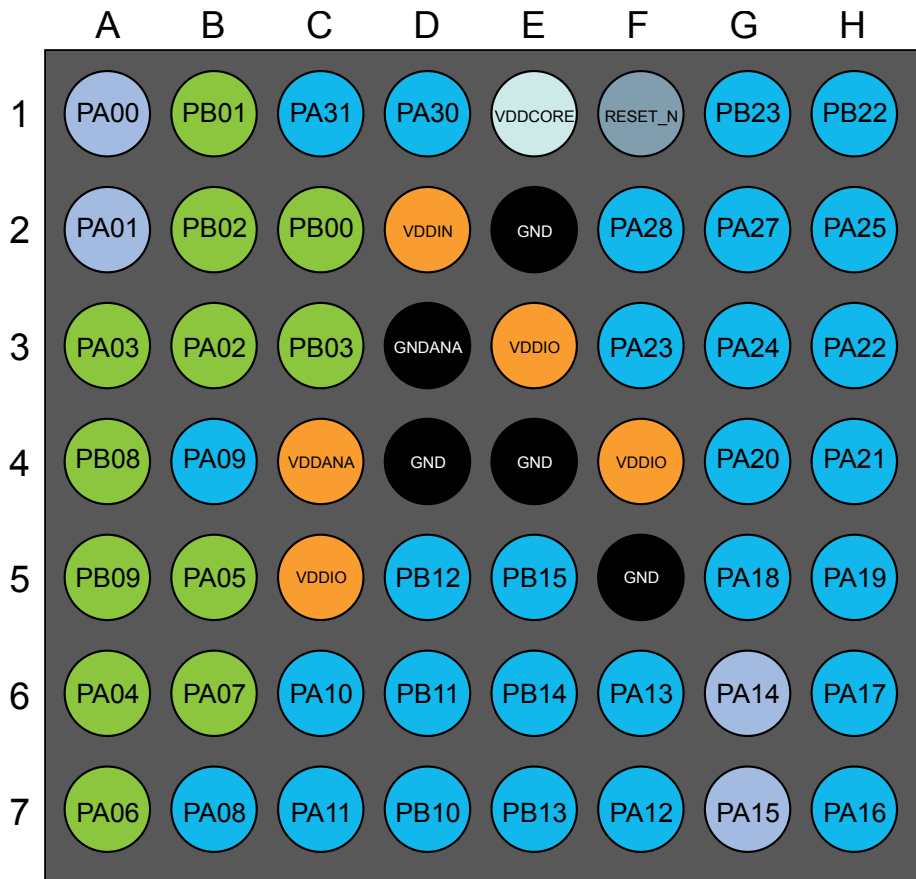 A B C D E F G H
1 PA00 PB01 PA31 PA30 VDDCORE RESET_N PB23 PB22
2 PA01 PB02 PB00 VDDIN GND PA28 PA27 PA25
3 PA03 PA02 PB03 GNDANA VDDIO PA23 PA24 PA22
4 PB08 PA09 VDDANA GND GND VDDIO PA20 PA21
5 PB09 PA05 VDDIO PB12 PB15 GND PA18 PA19
6 PA04 PA07 PA10 PB11 PB14 PA13 PA14 PA17
7 PA06 PA08 PA11 PB10 PB13 PA12 PA15 PA16